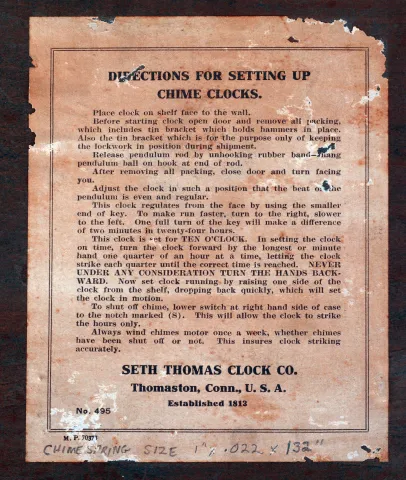 DIRECTIONS FOR SETTING UP
CHIME CLOCKS.
Place clock on shelf face to the wall.
Before starting clock open door and remove all packing,
which includes tin bracket which holds hammers in place.
Also the tin bracket which is for the purpose only of keeping
the lockwork in position during shipment.
Release pendulum rod by unhooking rubber band—hang
pendulum ball on hook at end of rod.
After removing all packing, close door and turn facing
you.
Adjust the clock in such a position that the beat of the
pendulum is even and regular.
This clock regulates from the face by using the smaller
end of key. To make run faster, turn to the right, slower
to the left. One full turn of the key will make a difference
of two minutes in twenty-four hours.
This clock is set for TEN O'CLOCK. In setting the clock
on time, turn the clock forward by the longest or minute
hand one quarter of an hour at a time, letting the clock
strike each quarter until the correct time is reached. NEVER
UNDER ANY CONSIDERATION TURN THE HANDS BACK-
WARD. Now set clock running by raising one side of the
clock from the shelf, dropping back quickly, which will set
the clock in motion.
To shut off chime, lower switch at right hand side of case
to the notch marked (S). This will allow the clock to strike
the hours only.
Always wind chimes motor once a week, whether chimes
have been shut off or not. This insures clock striking
accurately.
SETH THOMAS CLOCK CO.
Thomaston, Conn., U. S. A.
Established 1813
No. 495
M. P. 70371
CHIME SPRING SIZE 1", .022 x 132"